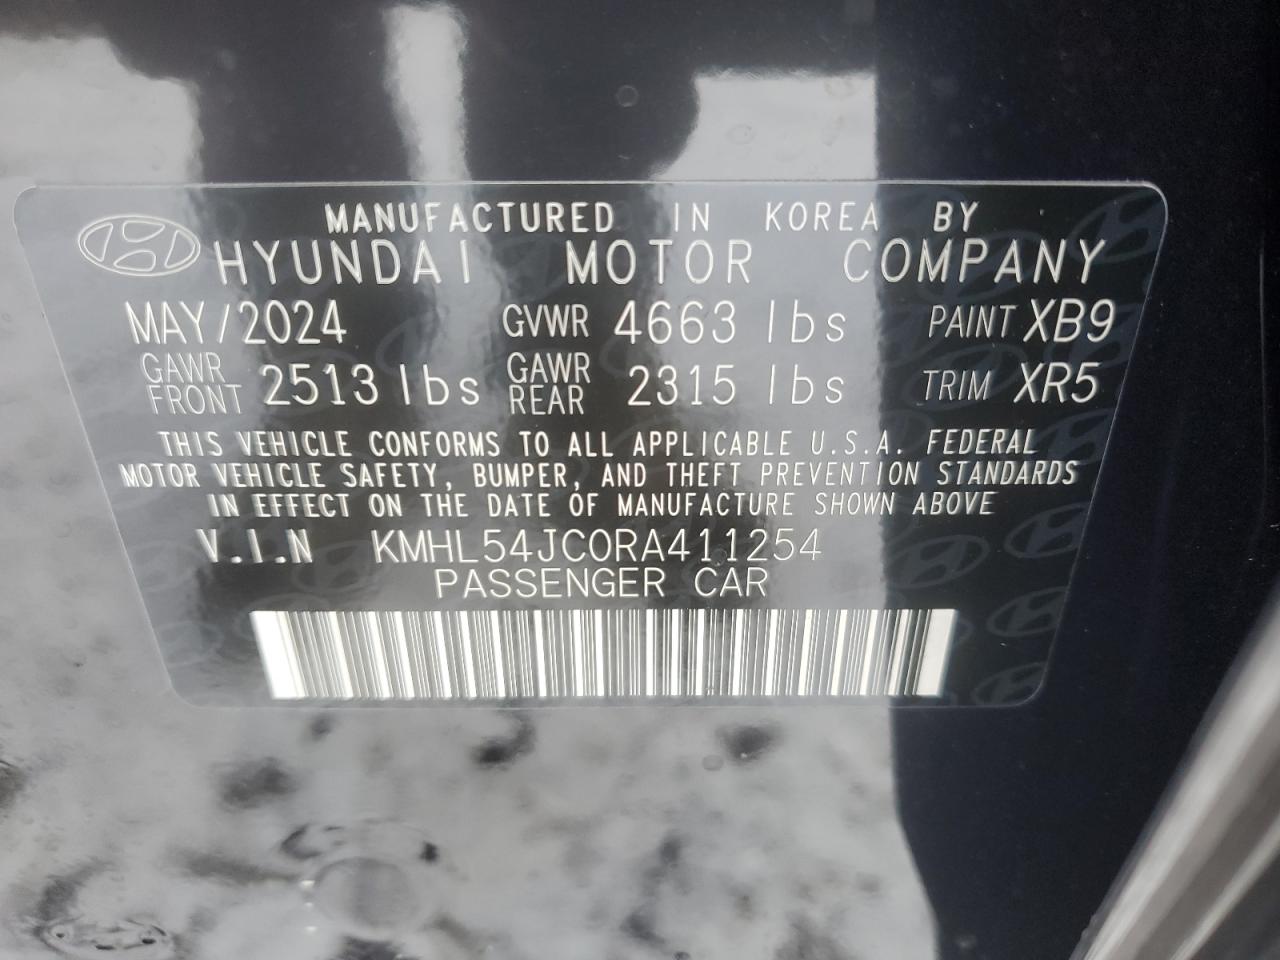 MANUFACTURED IN KOREA BY
HYUNDAI MOTOR COMPANY
MAY/2024 GVWR 4663 lbs PAINT XB9
GAWR FRONT 2513 lbs GAWR REAR 2315 lbs TRIM XR5
THIS VEHICLE CONFORMS TO ALL APPLICABLE U.S.A. FEDERAL
MOTOR VEHICLE SAFETY, BUMPER, AND THEFT PREVENTION STANDARDS
IN EFFECT ON THE DATE OF MANUFACTURE SHOWN ABOVE
V.I.N KMHL54JC0RA411254
PASSENGER CAR